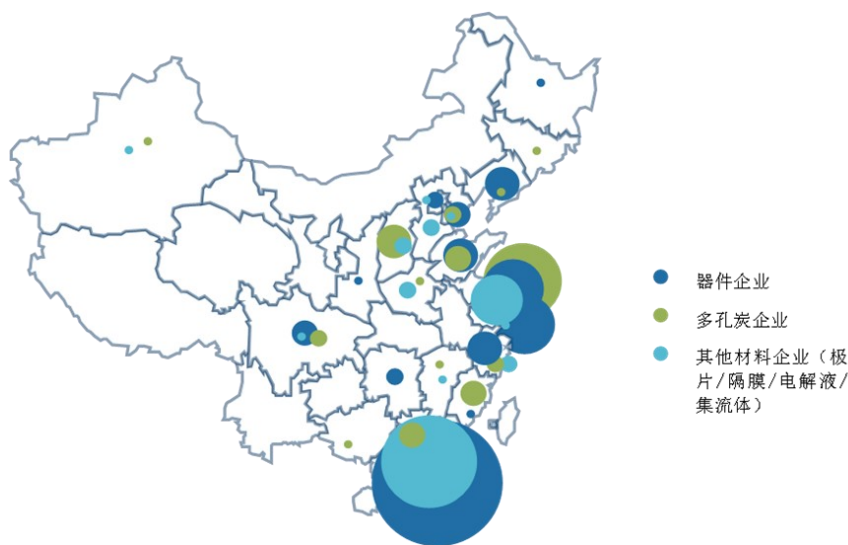 器件企业
多孔炭企业
其他材料企业（极
片/隔膜/电解液/
集流体）